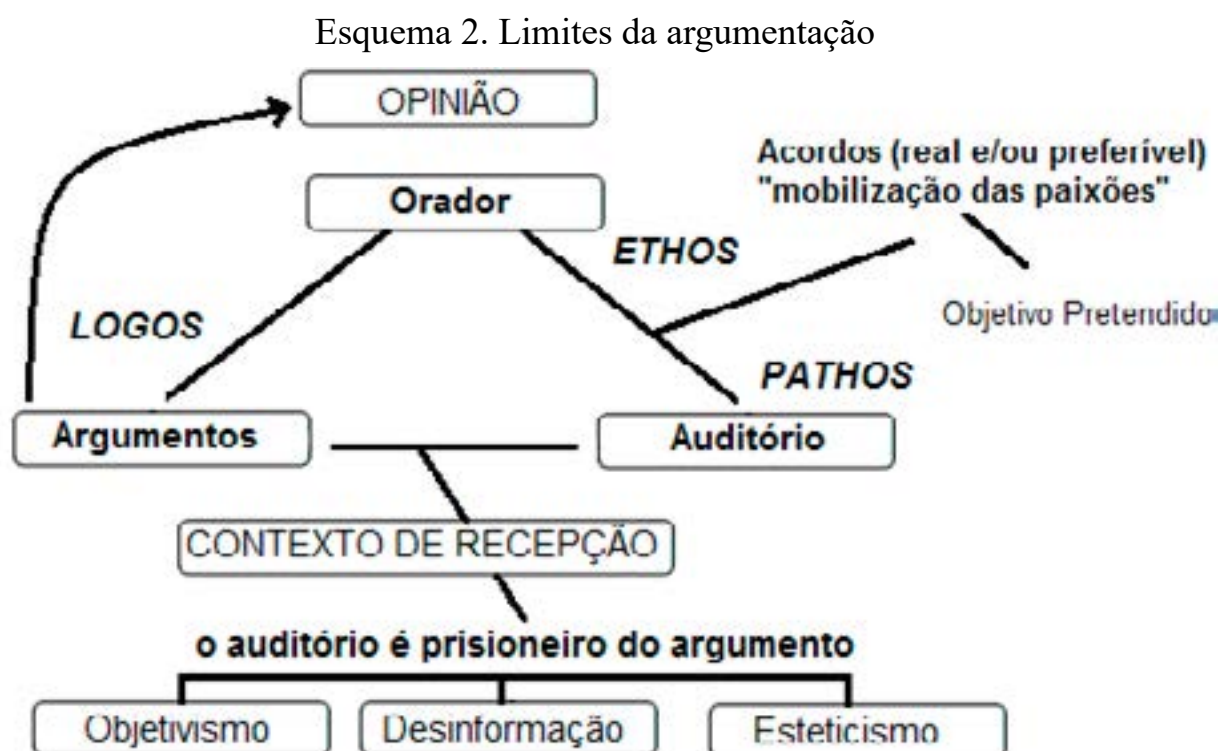 Esquema 2. Limites da argumentação
OPINIÃO
Acordos (real e/ou preferível)
"mobilização das paixões"
Orador
ETHOS
Objetivo Pretendido
LOGOS
PATHOS
Argumentos
Auditório
CONTEXTO DE RECEPÇÃO
o auditório é prisioneiro do argumento
Objetivismo
Desinformação
Esteticismo